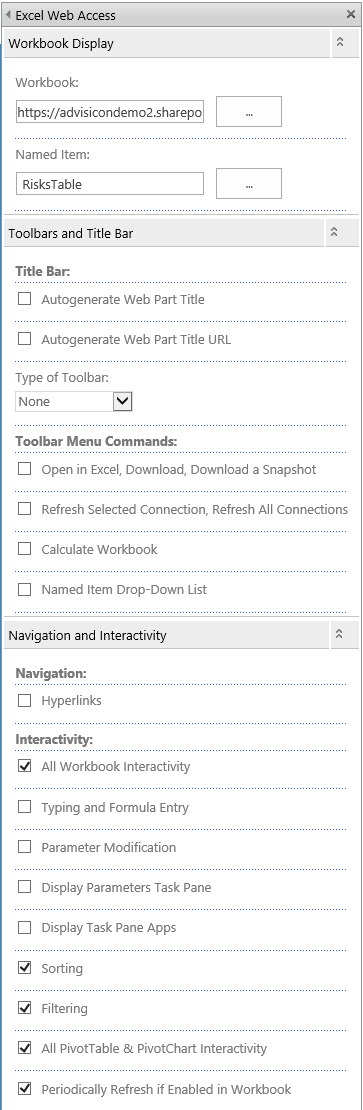 Excel Web Access
Workbook Display
Workbook:
https://advisicondemo2.sharepo
...
Named Item:
RisksTable
...
Toolbars and Title Bar
Title Bar:
Autogenerate Web Part Title
Autogenerate Web Part Title URL
Type of Toolbar:
None
Toolbar Menu Commands:
Open in Excel, Download, Download a Snapshot
Refresh Selected Connection, Refresh All Connections
Calculate Workbook
Named Item Drop-Down List
Navigation and Interactivity
Navigation:
Hyperlinks
Interactivity:
All Workbook Interactivity
Typing and Formula Entry
Parameter Modification
Display Parameters Task Pane
Display Task Pane Apps
Sorting
Filtering
All PivotTable & PivotChart Interactivity
Periodically Refresh if Enabled in Workbook